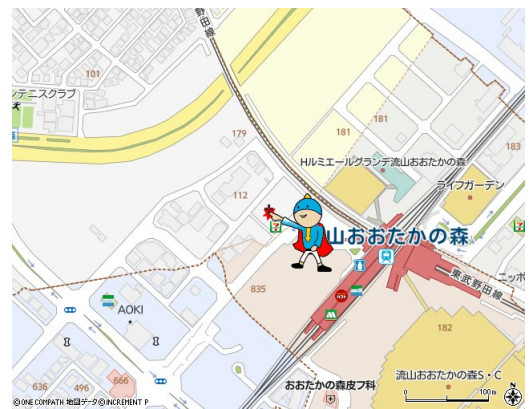 野田線
101
ンテニスクラブ
179
181
181
183
Hルミエールグランデ流山おおたかの森
ライフガーデン
112
山おおたかの森
835
東武野田線
ニッポ
AOKI
182
流山おおたかの森S・C
636
496
666
おおたかの森皮フ科
100m
©ONE COMPATH 地図データ©INCREMENT P